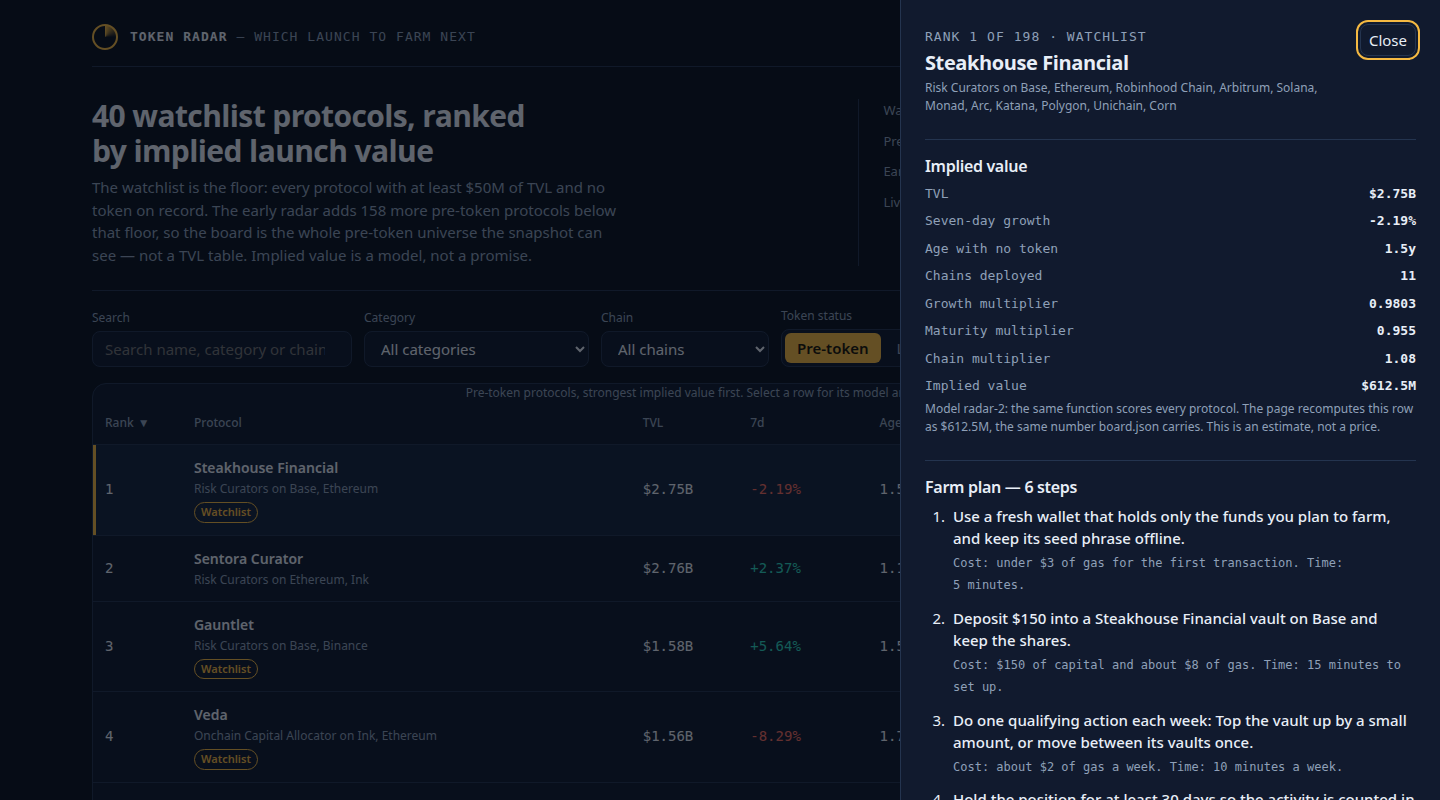 TOKEN RADAR — WHICH LAUNCH TO FARM NEXT
40 watchlist protocols, ranked
by implied launch value
The watchlist is the floor: every protocol with at least $50M of TVL and no
token on record. The early radar adds 158 more pre-token protocols below
that floor, so the board is the whole pre-token universe the snapshot can
see — not a TVL table. Implied value is a model, not a promise.
Search
Category
Chain
Token status
Search name, category or chain
All categories
All chains
Pre-token
Pre-token protocols, strongest implied value first. Select a row for its model
Rank ▼ Protocol TVL 7d Age
1
Steakhouse Financial
Risk Curators on Base, Ethereum
Watchlist
$2.75B
-2.19%
2
Sentora Curator
Risk Curators on Ethereum, Ink
$2.76B
+2.37%
3
Gauntlet
Risk Curators on Base, Binance
Watchlist
$1.58B
+5.64%
4
Veda
Onchain Capital Allocator on Ink, Ethereum
Watchlist
$1.56B
-8.29%
RANK 1 OF 198 · WATCHLIST
Close
Steakhouse Financial
Risk Curators on Base, Ethereum, Robinhood Chain, Arbitrum, Solana,
Monad, Arc, Katana, Polygon, Unichain, Corn
Implied value
TVL $2.75B
Seven-day growth -2.19%
Age with no token 1.5y
Chains deployed 11
Growth multiplier 0.9803
Maturity multiplier 0.955
Chain multiplier 1.08
Implied value $612.5M
Model radar-2: the same function scores every protocol. The page recomputes this row
as $612.5M, the same number board.json carries. This is an estimate, not a price.
Farm plan — 6 steps
1. Use a fresh wallet that holds only the funds you plan to farm,
and keep its seed phrase offline.
Cost: under $3 of gas for the first transaction. Time:
5 minutes.
2. Deposit $150 into a Steakhouse Financial vault on Base and
keep the shares.
Cost: $150 of capital and about $8 of gas. Time: 15 minutes to
set up.
3. Do one qualifying action each week: Top the vault up by a small
amount, or move between its vaults once.
Cost: about $2 of gas a week. Time: 10 minutes a week.
4. Hold the position for at least 30 days so the activity is counted in